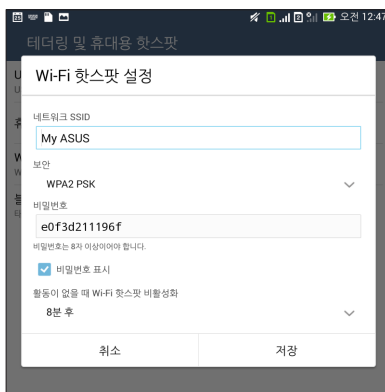 오전 12:47
테더링 및 휴대용 핫스팟
Wi-Fi 핫스팟 설정
네트워크 SSID
My ASUS
보안
WPA2 PSK
비밀번호
e0f3d211196f
비밀번호는 8자 이상이어야 합니다.
비밀번호 표시
활동이 없을 때 Wi-Fi 핫스팟 비활성화
8분 후
취소
저장